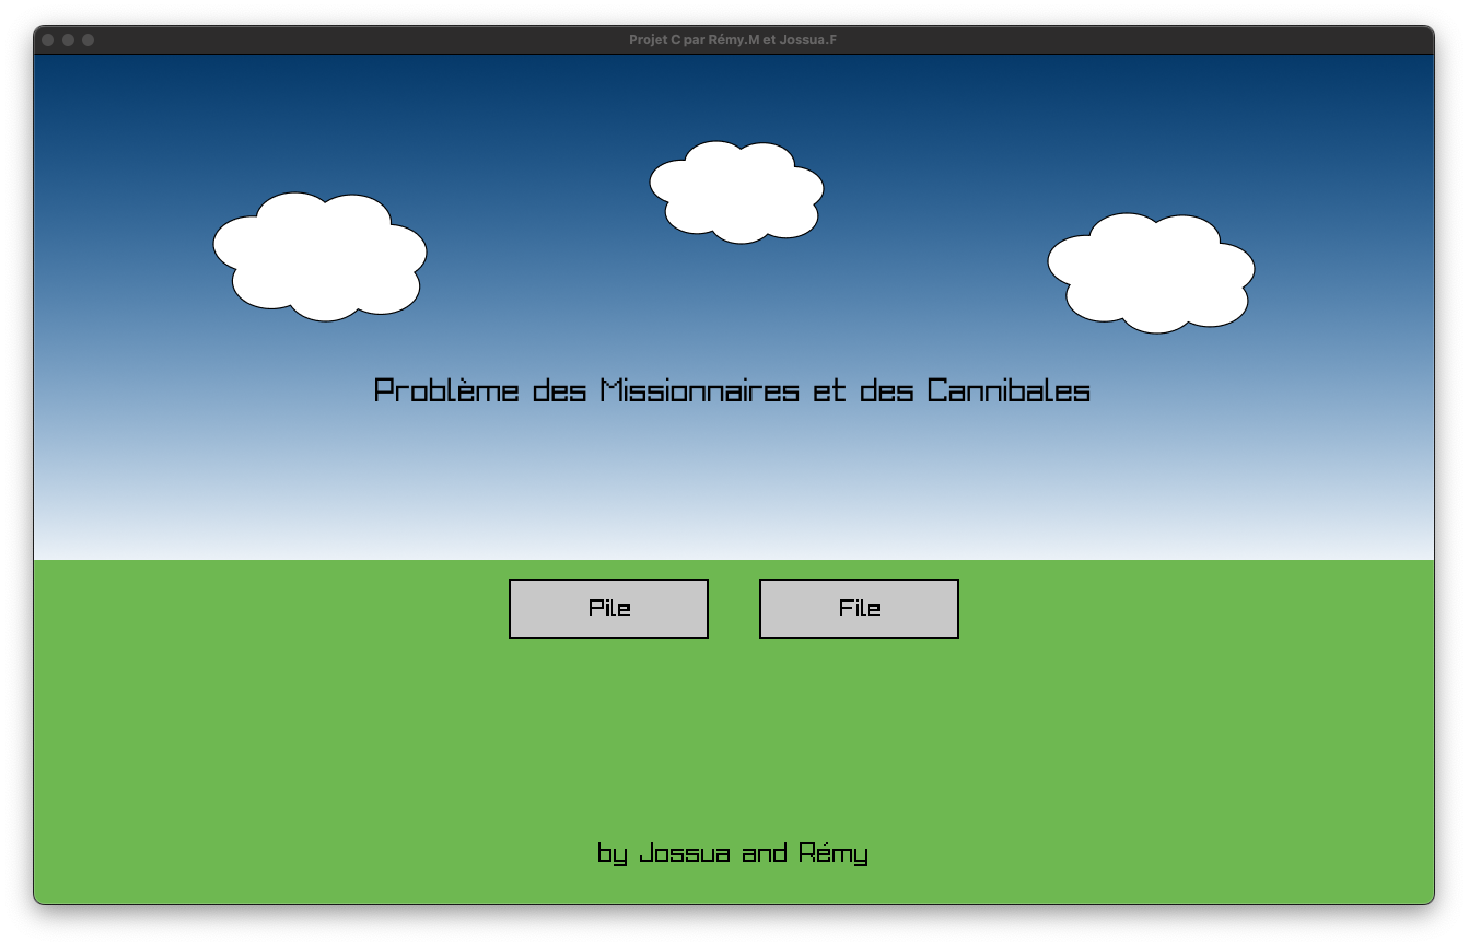 Projet C par Rémy.M et Jossua.F
Problème des Missionnaires et des Cannibales
Pile
File
by Jossua and Rémy